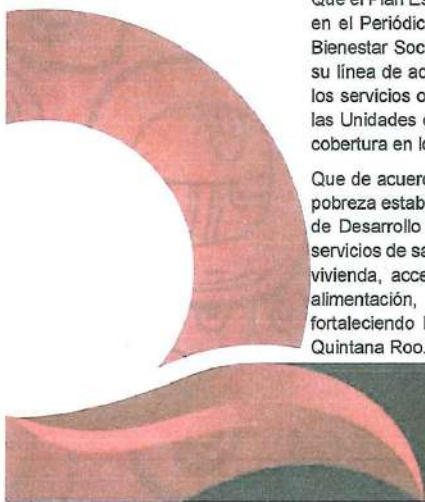 Que el Plan Es
en el Periódic
Bienestar Soc
su línea de ac
los servicios o
las Unidades
cobertura en lo
Que de acuer
pobreza estab
de Desarrollo
servicios de sa
vivienda, acce
alimentación,
fortaleciendo
Quintana Roo.